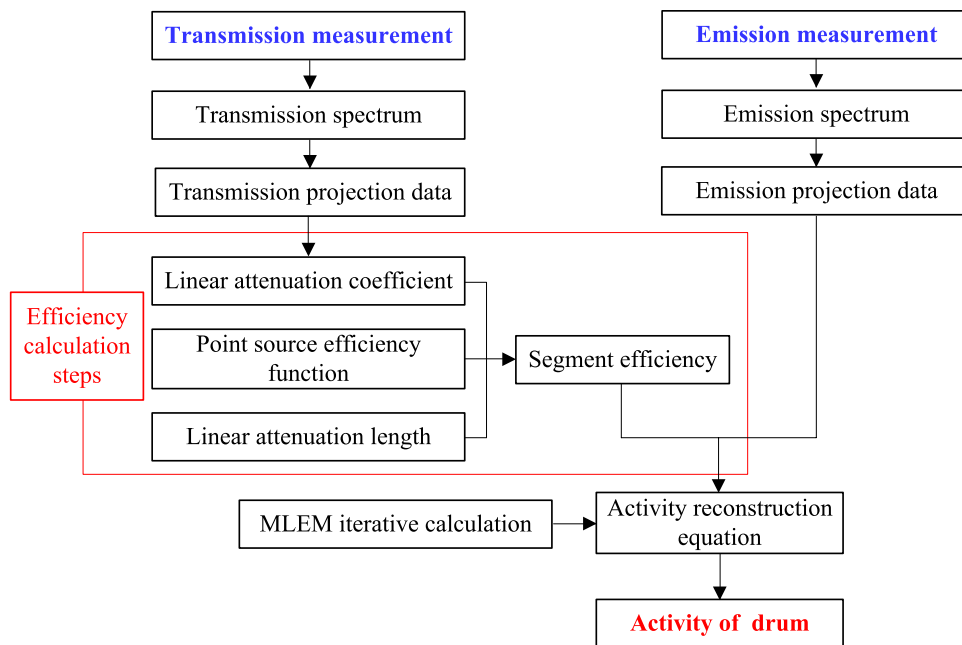 Transmission measurement
Emission measurement
Transmission spectrum
Emission spectrum
Transmission projection data
Emission projection data
Linear attenuation coefficient
Efficiency
calculation
steps
Point source efficiency
function
Segment efficiency
Linear attenuation length
MLEM iterative calculation
Activity reconstruction
equation
Activity of drum